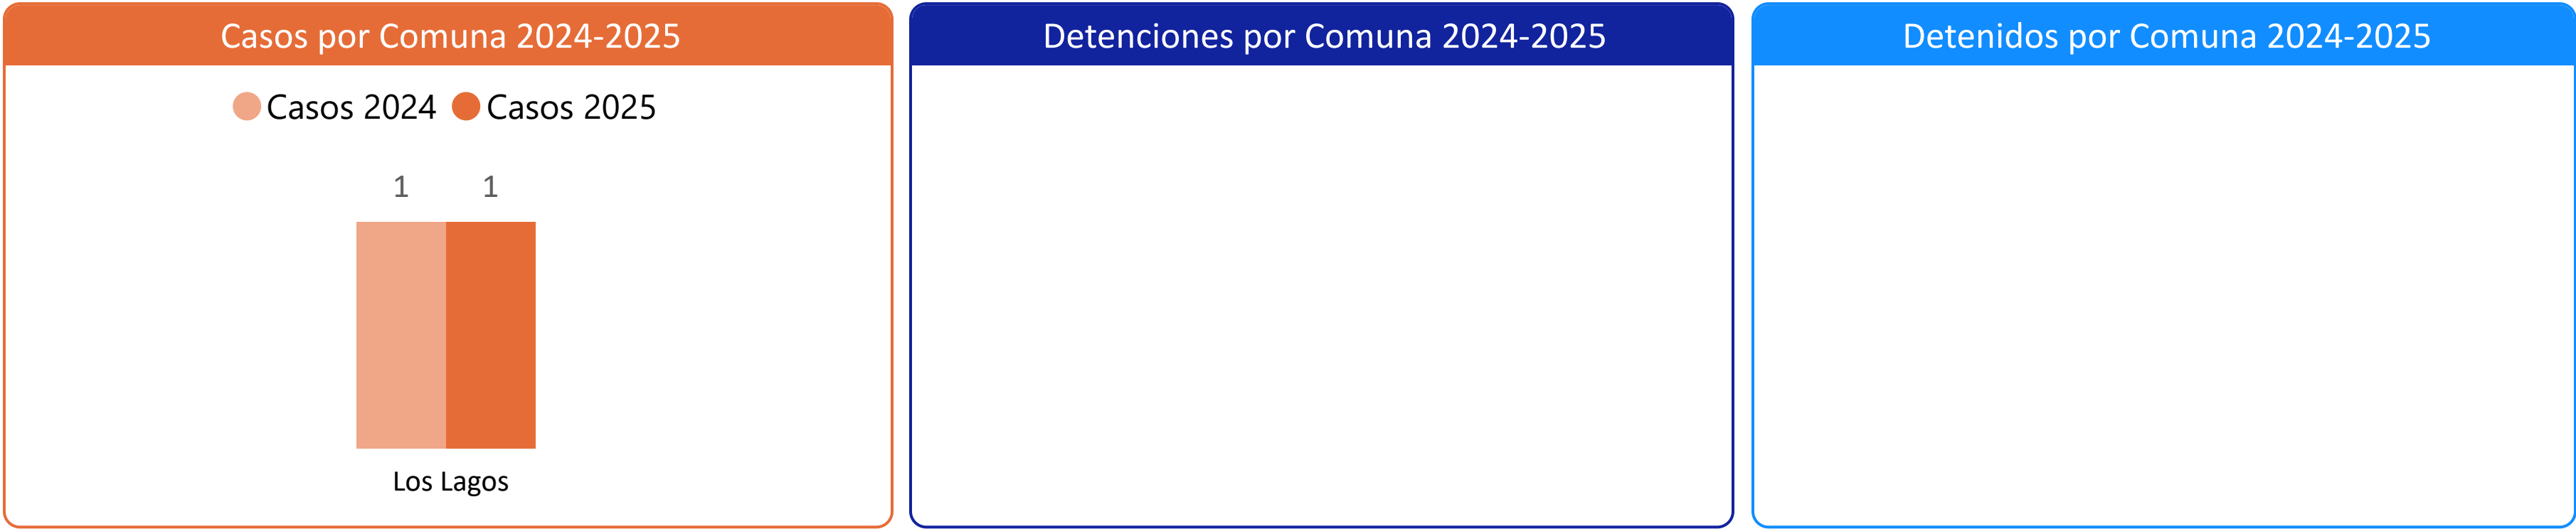 Casos por Comuna 2024-2025
Casos 2024 Casos 2025
1 1
Los Lagos
Detenciones por Comuna 2024-2025
Detenidos por Comuna 2024-2025